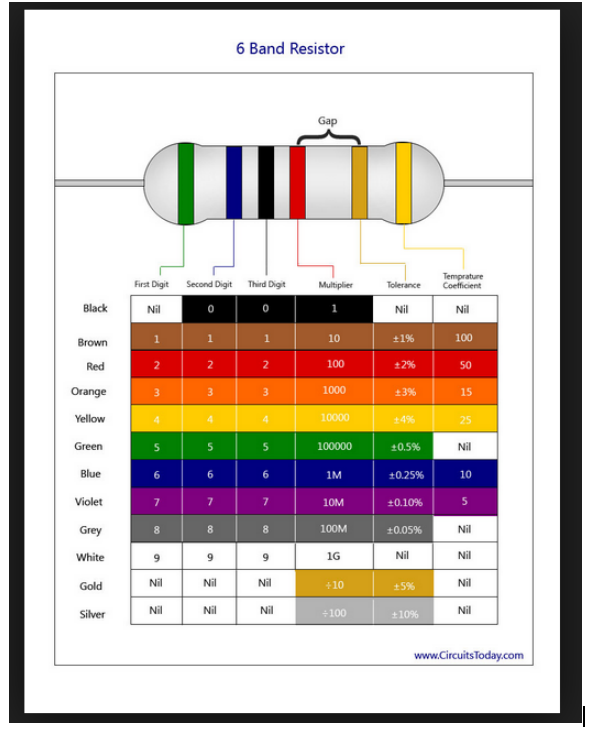 6 Band Resistor
Gap
First Digit Second Digit Third Digit Multiplier Tolerance Temprature Coefficient
Black Nil 0 0 1 Nil Nil
Brown 1 1 1 10 ±1% 100
Red 2 2 2 100 ±2% 50
Orange 3 3 3 1000 ±3% 15
Yellow 4 4 4 10000 ±4% 25
Green 5 5 5 100000 ±0.5% Nil
Blue 6 6 6 1M ±0.25% 10
Violet 7 7 7 10M ±0.10% 5
Grey 8 8 8 100M ±0.05% Nil
White 9 9 9 1G Nil Nil
Gold Nil Nil Nil ÷10 ±5% Nil
Silver Nil Nil Nil ÷100 ±10% Nil
www.CircuitsToday.com